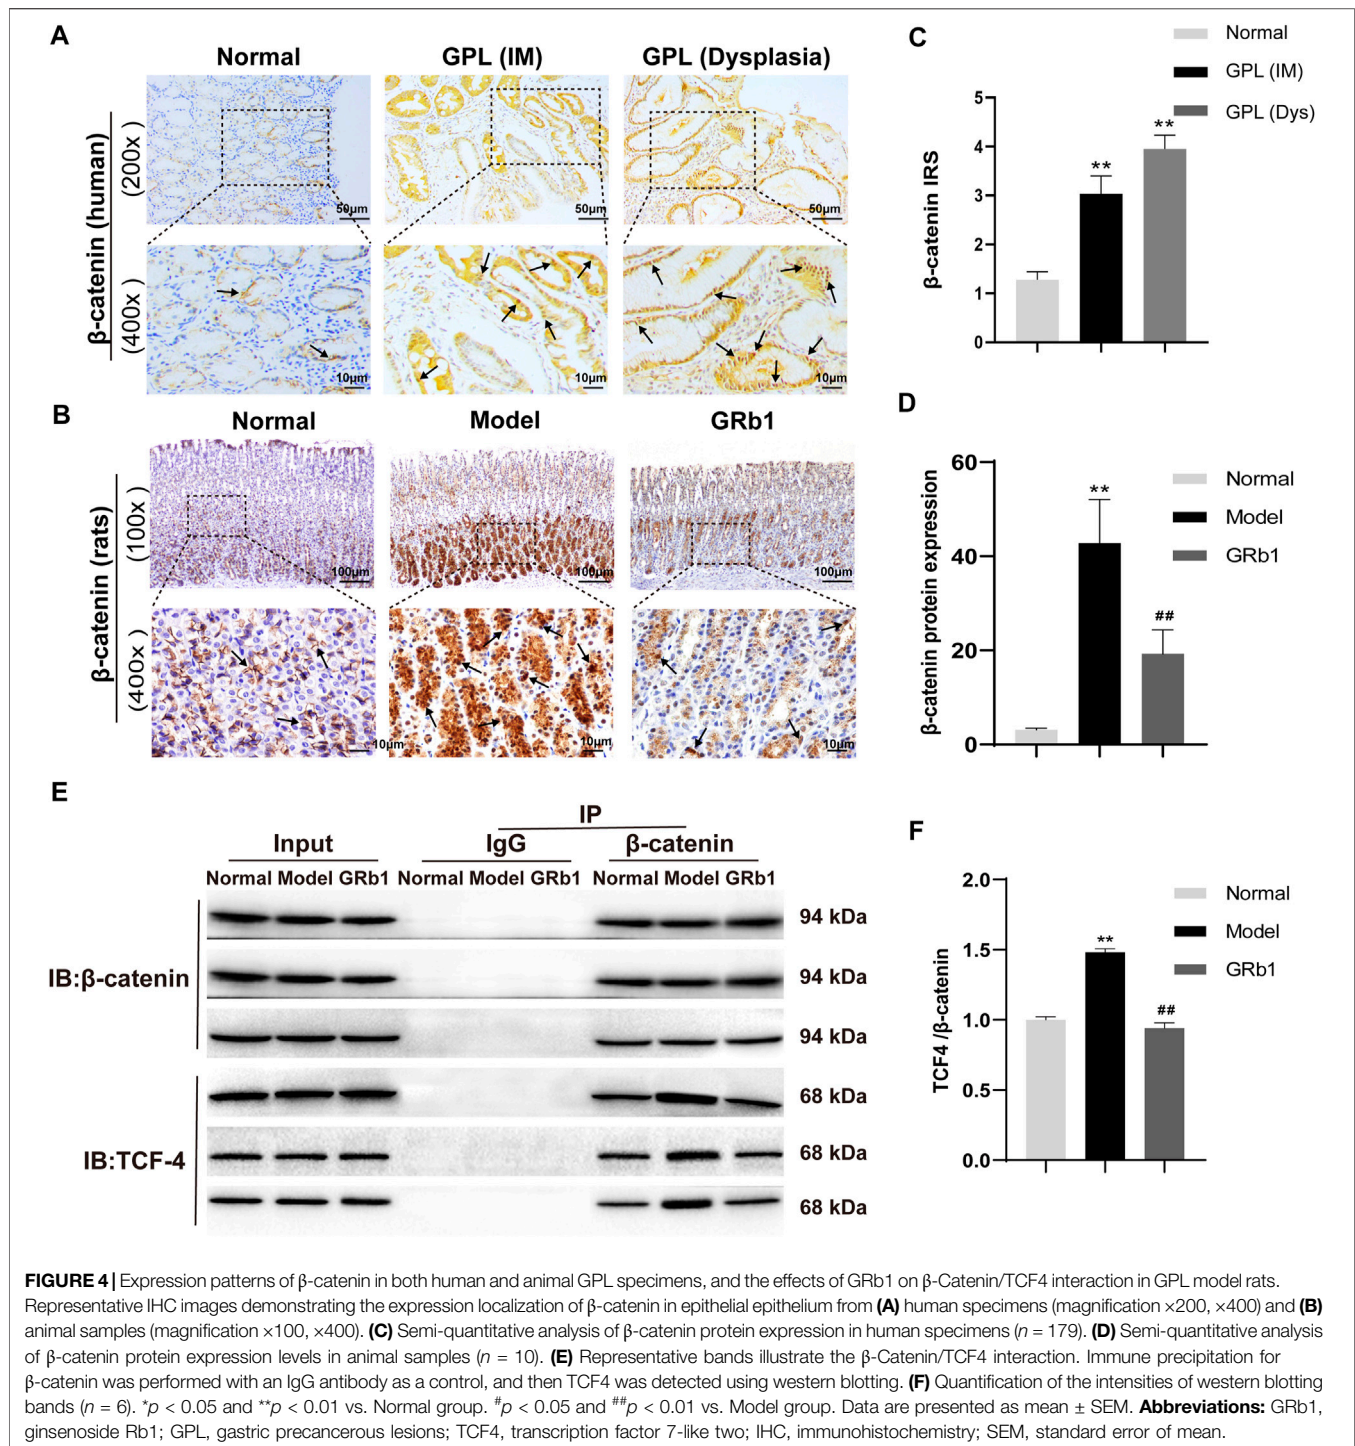 A
Normal
GPL (IM)
GPL (Dysplasia)
β-catenin (human)
(200x )
(400x)
50μm
50μm
50μm
10μm
10μm
10μm
B
Normal
Model
GRb1
β-catenin (rats)
(100x )
(400x )
100μm
100μm
100μm
10μm
10μm
10μm
C
Normal
GPL (IM)
GPL (Dys)
β-catenin IRS
5
4
3
2
1
0
**
**
D
β-catenin protein expression
60
40
20
0
**
##
Normal
Model
GRb1
E
IP
Input
IgG
β-catenin
Normal Model GRb1 Normal Model GRb1 Normal Model GRb1
IB:β-catenin
94 kDa
94 kDa
94 kDa
IB:TCF-4
68 kDa
68 kDa
68 kDa
F
TCF4 /β-catenin
2.0
1.5
1.0
0.5
0.0
**
##
Normal
Model
GRb1
FIGURE 4 | Expression patterns of β-catenin in both human and animal GPL specimens, and the effects of GRb1 on β-Catenin/TCF4 interaction in GPL model rats.
Representative IHC images demonstrating the expression localization of β-catenin in epithelial epithelium from (A) human specimens (magnification ×200, ×400) and (B)
animal samples (magnification ×100, ×400). (C) Semi-quantitative analysis of β-catenin protein expression in human specimens (n = 179). (D) Semi-quantitative analysis
of β-catenin protein expression levels in animal samples (n = 10). (E) Representative bands illustrate the β-Catenin/TCF4 interaction. Immune precipitation for
β-catenin was performed with an IgG antibody as a control, and then TCF4 was detected using western blotting. (F) Quantification of the intensities of western blotting
bands (n = 6). *p < 0.05 and **p < 0.01 vs. Normal group. #p < 0.05 and ##p < 0.01 vs. Model group. Data are presented as mean ± SEM. Abbreviations: GRb1,
ginsenoside Rb1; GPL, gastric precancerous lesions; TCF4, transcription factor 7-like two; IHC, immunohistochemistry; SEM, standard error of mean.